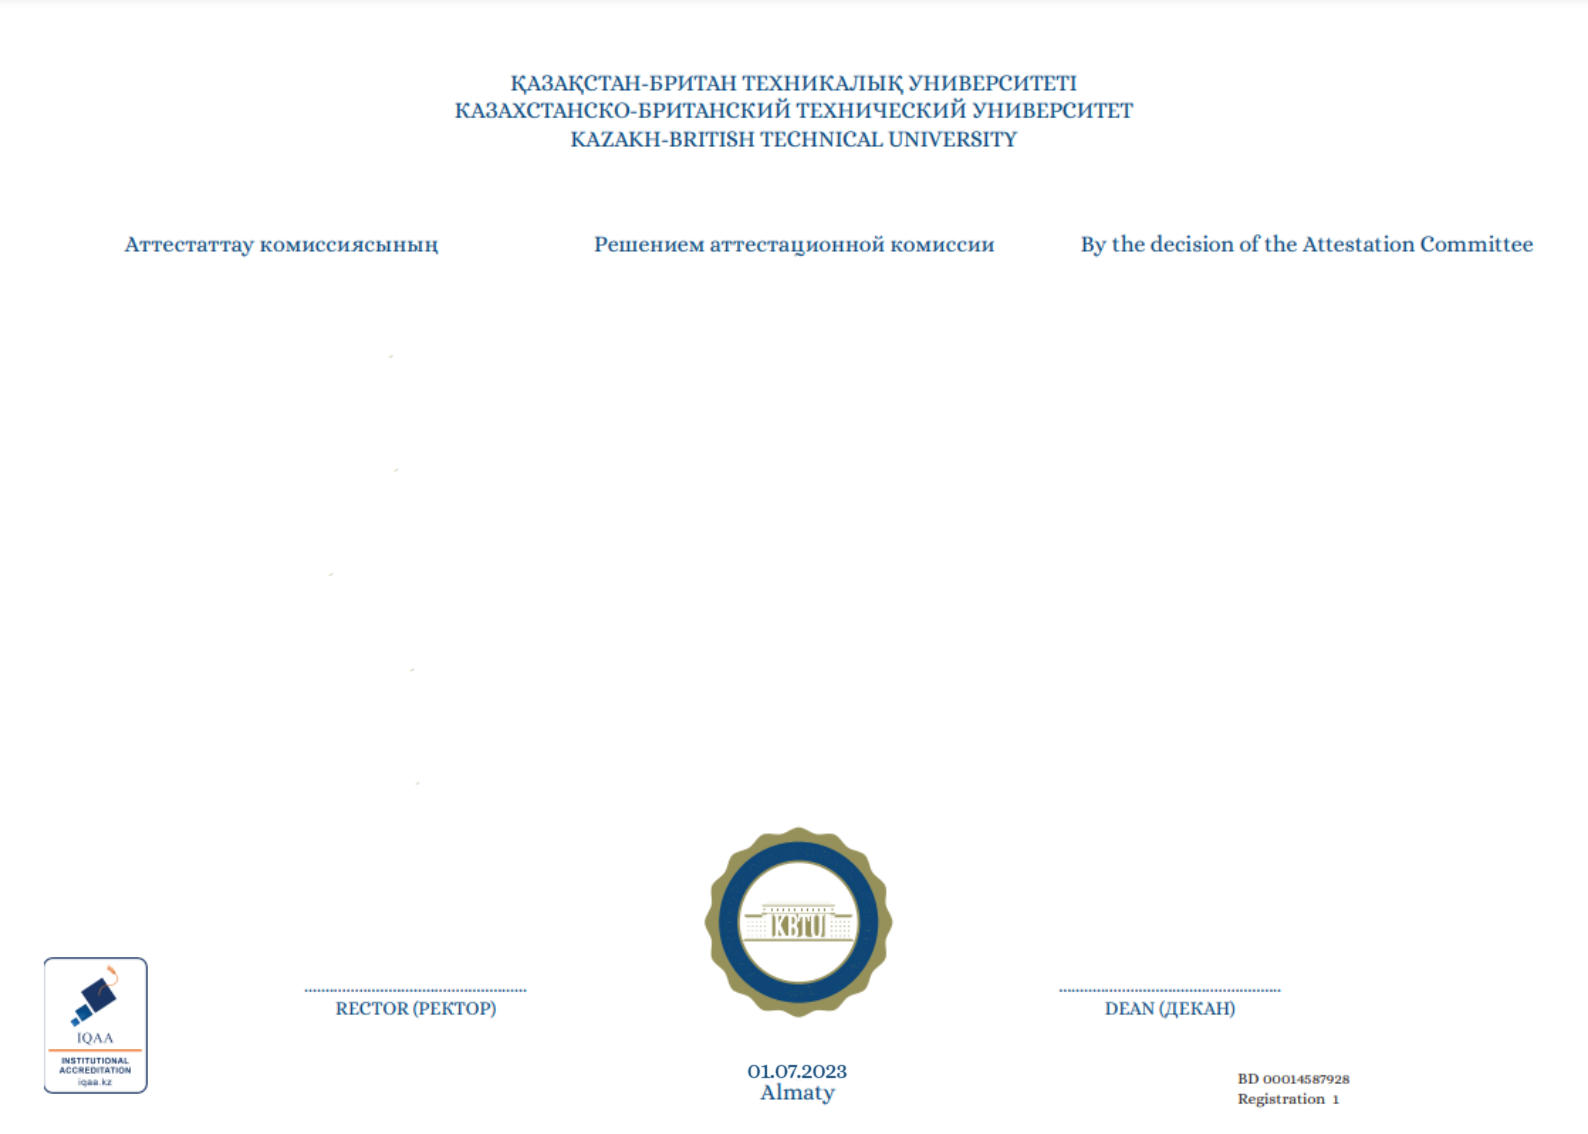 ҚАЗАҚСТАН-БРИТАН ТЕХНИКАЛЫҚ УНИВЕРСИТЕТІ
КАЗАХСТАНСКО-БРИТАНСКИЙ ТЕХНИЧЕСКИЙ УНИВЕРСИТЕТ
KAZAKH-BRITISH TECHNICAL UNIVERSITY
Аттестаттау комиссиясының
Решением аттестационной комиссии
By the decision of the Attestation Committee
KBTU
RECTOR (РЕКТОР)
DEAN (ДЕКАН)
IQAA
INSTITUTIONAL
ACCREDITATION
iqaa.kz
01.07.2023
Almaty
BD 00014587928
Registration 1